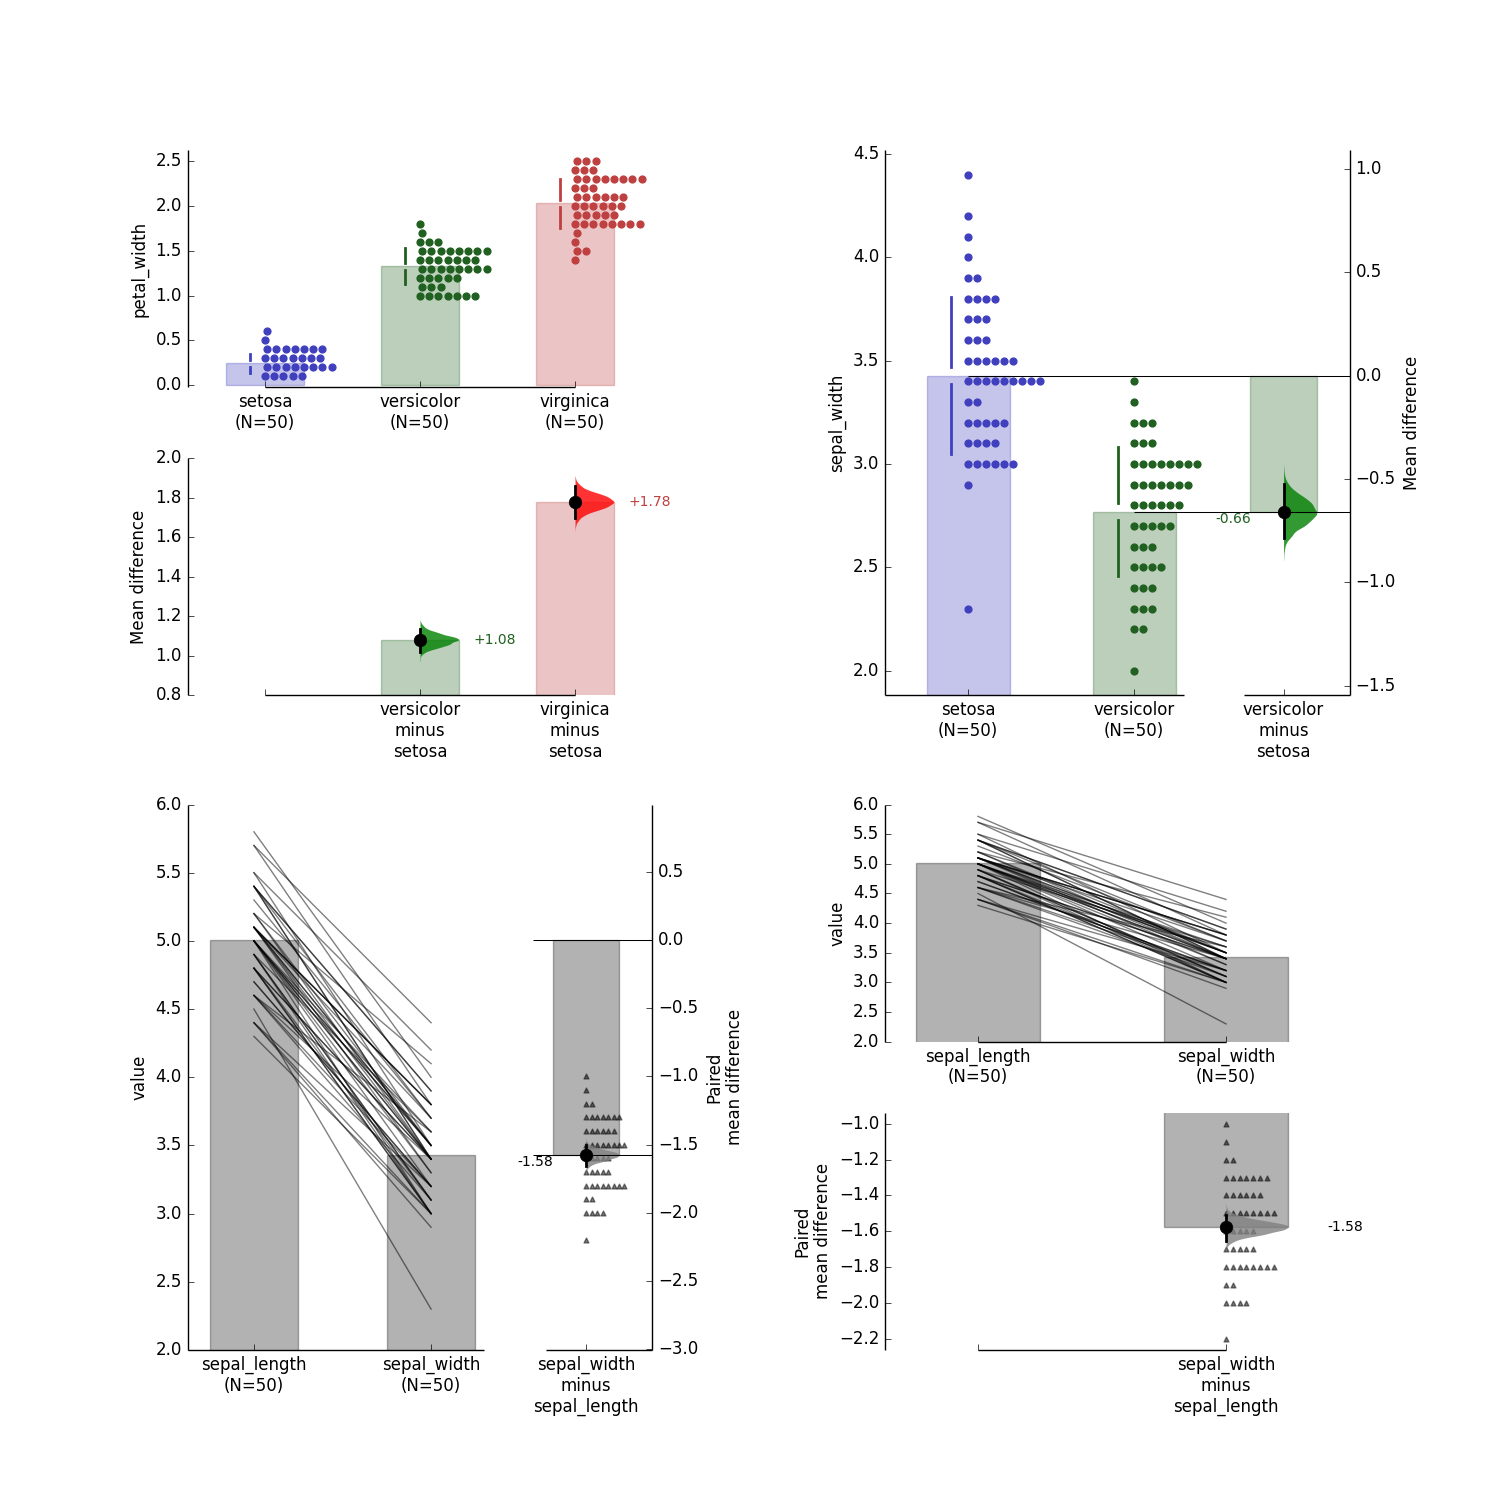 petal_width
2.5
2.0
1.5
1.0
0.5
0.0
setosa
(N=50)
versicolor
(N=50)
virginica
(N=50)
Mean difference
2.0
1.8
1.6
1.4
1.2
1.0
0.8
+1.08
+1.78
versicolor
minus
setosa
virginica
minus
setosa
sepal_width
4.5
4.0
3.5
3.0
2.5
2.0
setosa
(N=50)
versicolor
(N=50)
-0.66
1.0
0.5
0.0
−0.5
−1.0
−1.5
Mean difference
versicolor
minus
setosa
value
6.0
5.5
5.0
4.5
4.0
3.5
3.0
2.5
2.0
sepal_length
(N=50)
sepal_width
(N=50)
-1.58
0.5
0.0
−0.5
−1.0
−1.5
−2.0
−2.5
−3.0
Paired
mean difference
sepal_width
minus
sepal_length
value
6.0
5.5
5.0
4.5
4.0
3.5
3.0
2.5
2.0
sepal_length
(N=50)
sepal_width
(N=50)
Paired
mean difference
−1.0
−1.2
−1.4
−1.6
−1.8
−2.0
−2.2
-1.58
sepal_width
minus
sepal_length